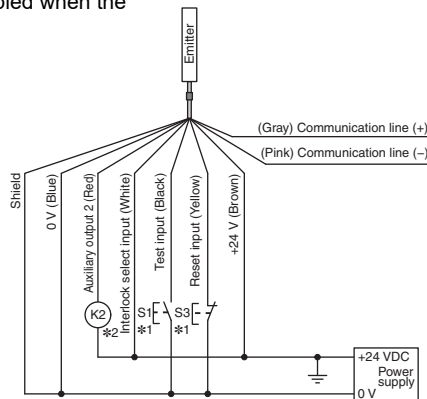 bled when the
Emitter
(Gray) Communication line (+)
(Pink) Communication line (−)
Shield
0 V (Blue)
Auxiliary output 2 (Red)
Interlock select input (White)
Test input (Black)
Reset input (Yellow)
+24 V (Brown)
K2
*2
S1
*1
S3
*1
+24 VDC
Power
supply
0 V